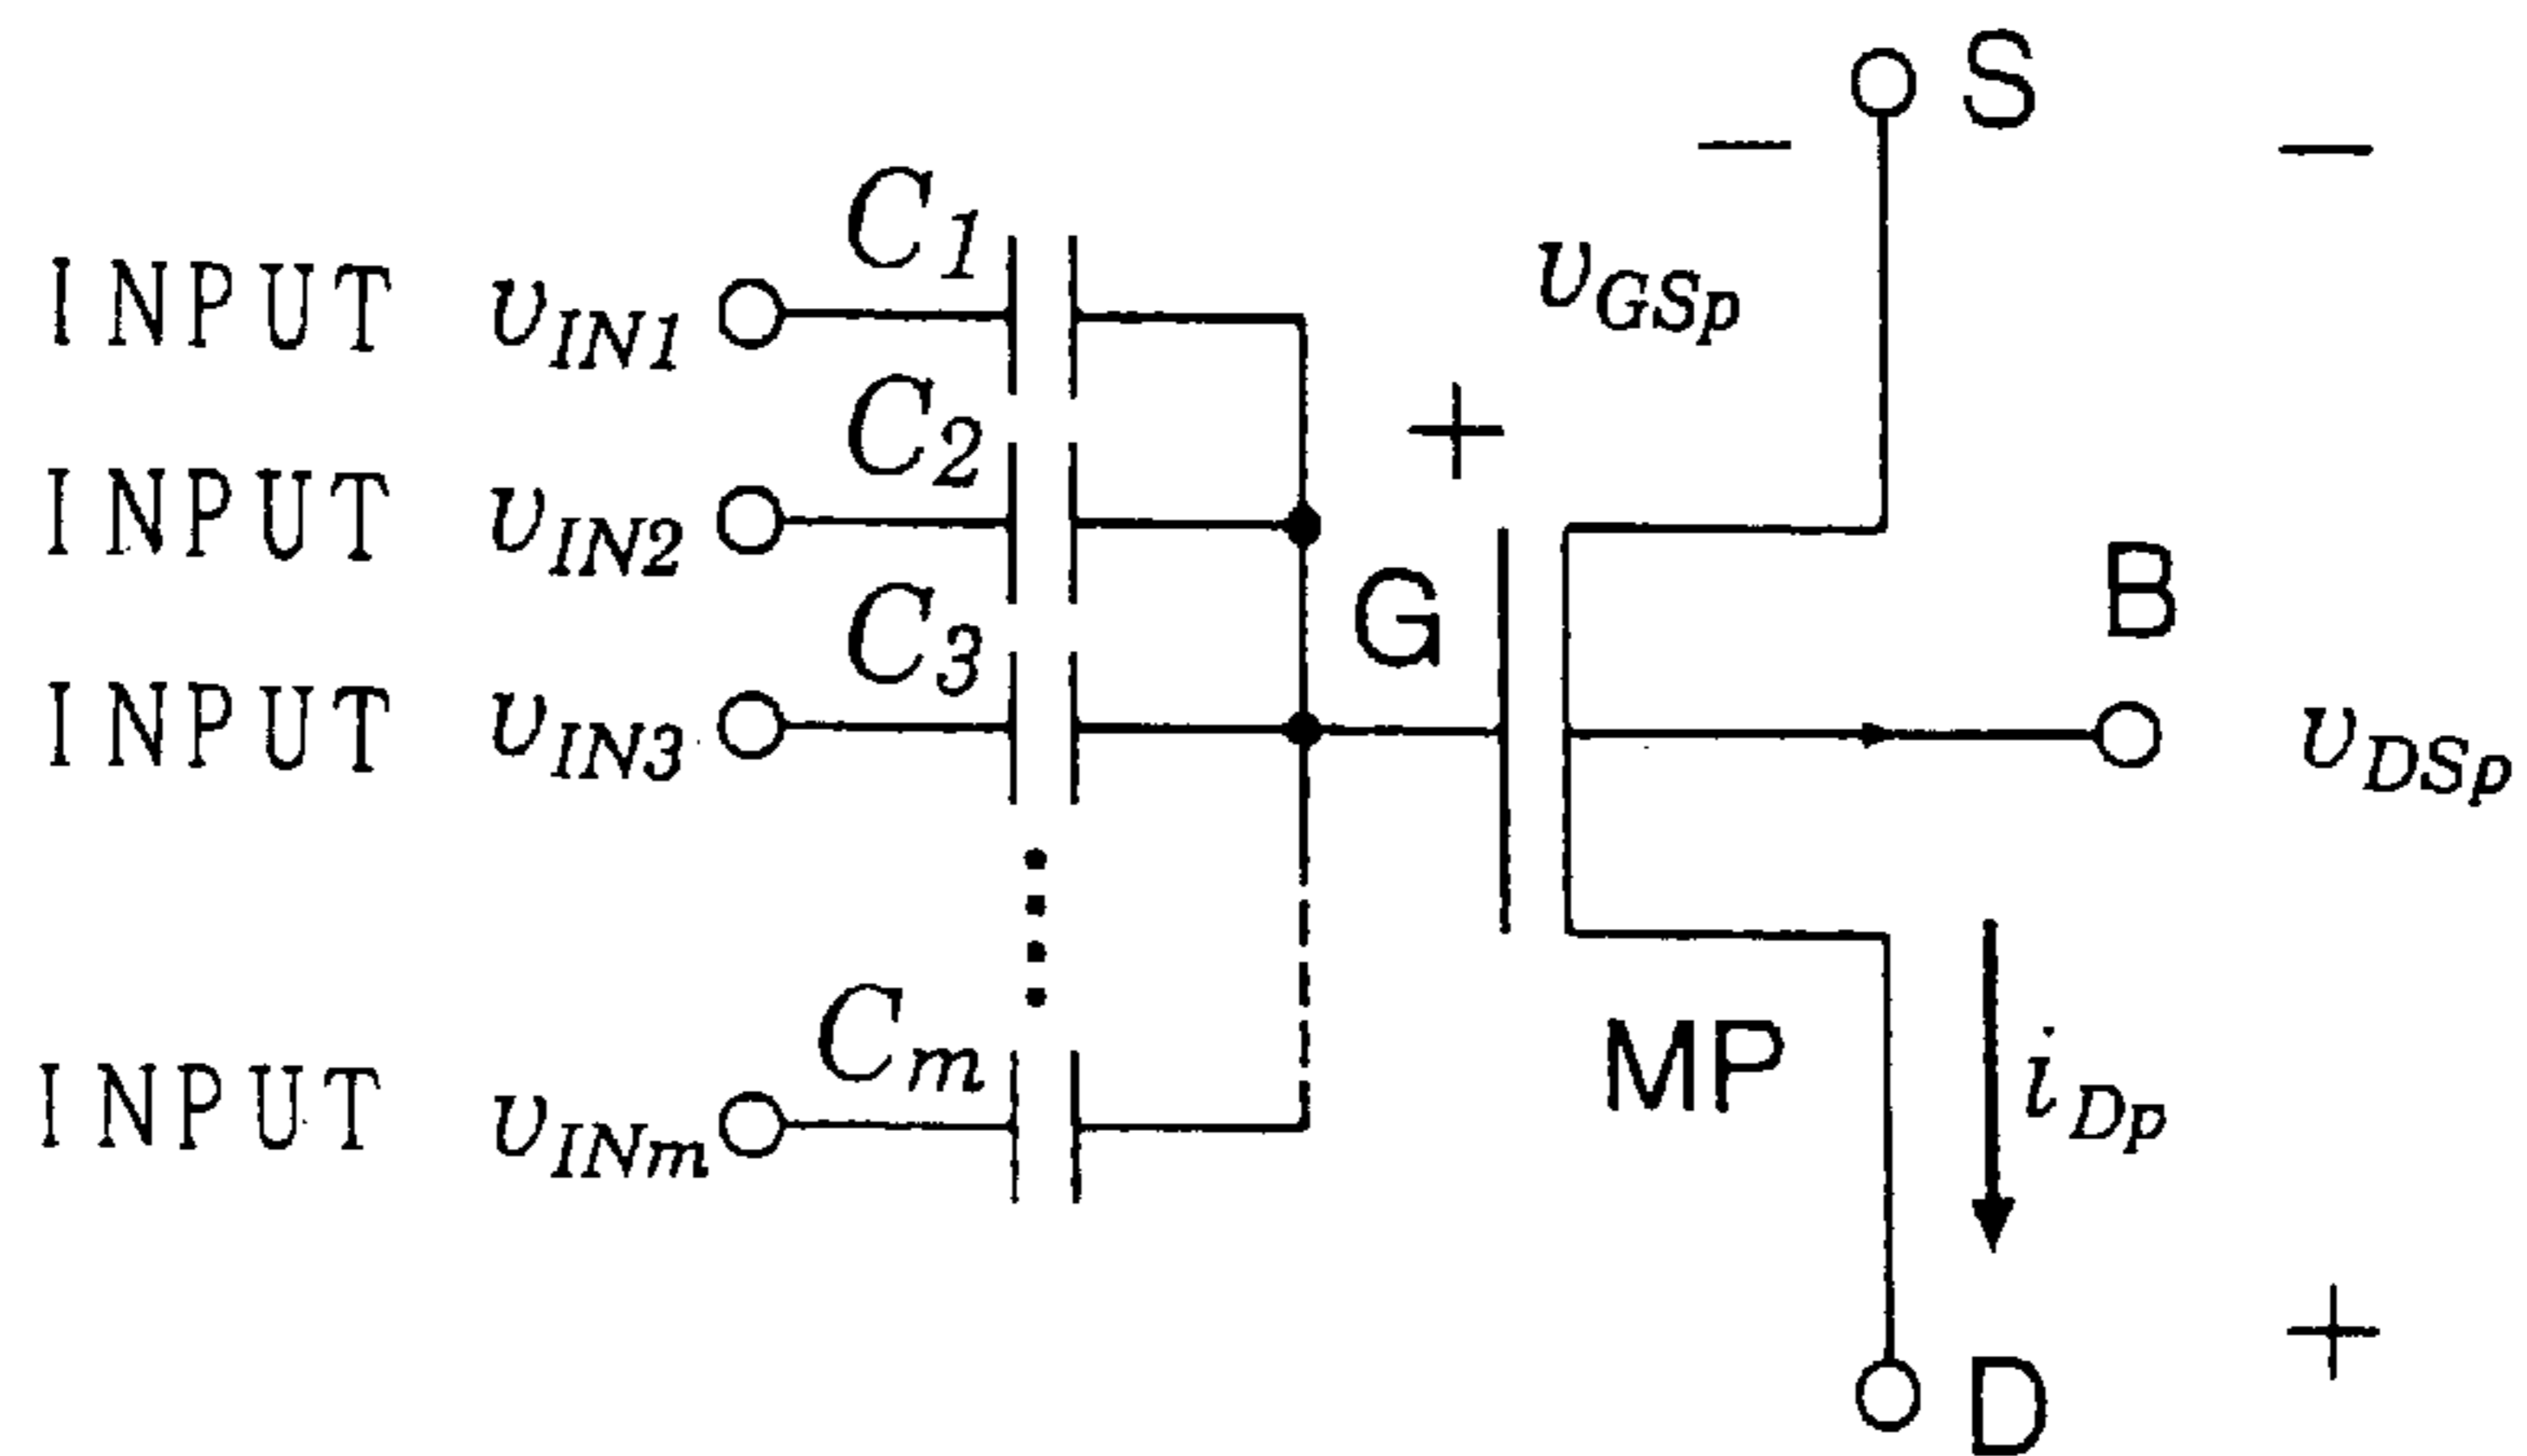 S
− −
C1
INPUT vIN1
vGSp
C2
+
INPUT vIN2
B
C3
G
INPUT vIN3
vDSp
Cm
MP
iDp
INPUT vINm
+
D